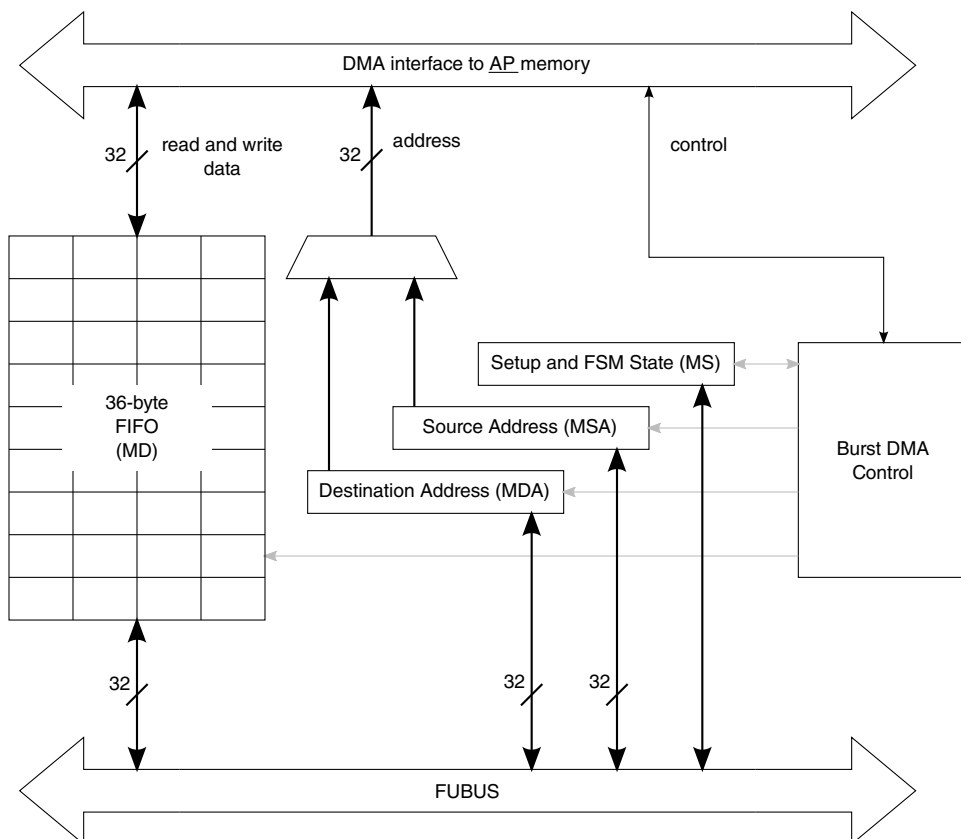 DMA interface to AP memory
32
read and write
data
32
address
control
Setup and FSM State (MS)
36-byte
FIFO
(MD)
Source Address (MSA)
Burst DMA
Control
Destination Address (MDA)
32
32
32
FUBUS